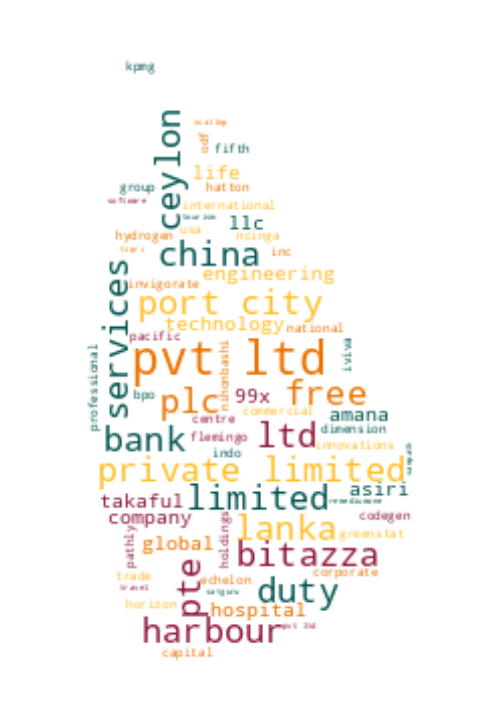 kpmg
ceylon
scallop
odf
fifth
life
group
hatton
software
international
tourism
usa
llc
hydrogen
ncinga
china
inc
engineering
services
invigorate
port city
technology
national
pacific
pvt ltd
nihonbashi
iviva
professional
bpo
plc
99x
free
commercial
amana
centre
dimension
bank
flemingo
ltd
innovations
indo
private limited
takaful
limited
asiri
company
holdings
codegen
lanka
greenstat
pathly
global
bitazza
corporate
trade
echelon
travel
pte
duty
horizon
hospital
harbour
pvt ltd
capital